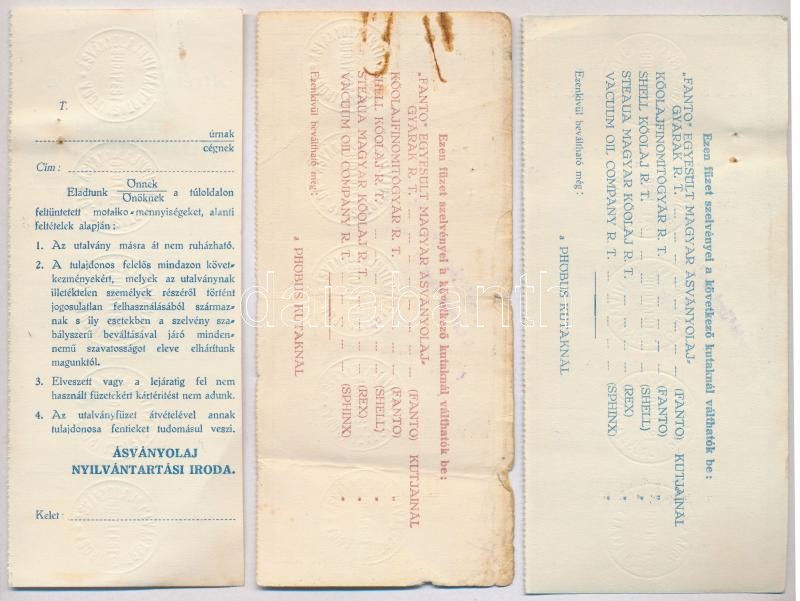 T.
úrnak
cégnek
Cím :
Eladtunk Önnek a túloldalon
Önöknek
feltüntetett motalko-mennyiségeket, alanti
feltételek alapján :
1. Az utalvány másra át nem ruházható.
2. A tulajdonos felelős mindazon követ-
kezményekért, melyek az utalványnak
illetéktelen személyek részéről történt
jogosulatlan felhasználásából származ-
nak s ily esetekben a szelvény sza-
bályszerű beváltásával járó minden-
nemű szavatosságot eleve elhárítunk
magunktól.
3. Elveszett vagy a lejáratig fel nem
használt füzetekért kártérítést nem adunk.
4. Az utalványfüzet átvételével annak
tulajdonosa fentieket tudomásul veszi.
ÁSVÁNYOLAJ
NYILVÁNTARTÁSI IRODA.
Kelet :
Ezen füzet szelvényei a következő kutaknál válthatók be :
„FANTO" EGYESÜLT MAGYAR ÁSVÁNYOLAJ-
GYÁRAK R. T. (FANTO) KUTJAINÁL
KŐOLAJFINOMITÓGYÁR R. T. (FANTO) "
SHELL KŐOLAJ R. T. (SHELL) "
STEAUA MAGYAR KŐOLAJ R. T. (REX) "
VACUUM OIL COMPANY R. T. (SPHINX) "
Ezenkívül beváltható még :
a PHŐBUS KUTAKNÁL
Ezen füzet szelvényei a következő kutaknál válthatók be :
„FANTO" EGYESÜLT MAGYAR ÁSVÁNYOLAJ-
GYÁRAK R. T. (FANTO) KUTJAINÁL
KŐOLAJFINOMITÓGYÁR R. T. (FANTO) "
SHELL KŐOLAJ R. T. (SHELL) "
STEAUA MAGYAR KŐOLAJ R. T. (REX) "
VACUUM OIL COMPANY R. T. (SPHINX) "
Ezenkívül beváltható még :
a PHŐBUS KUTAKNÁL
darabanth